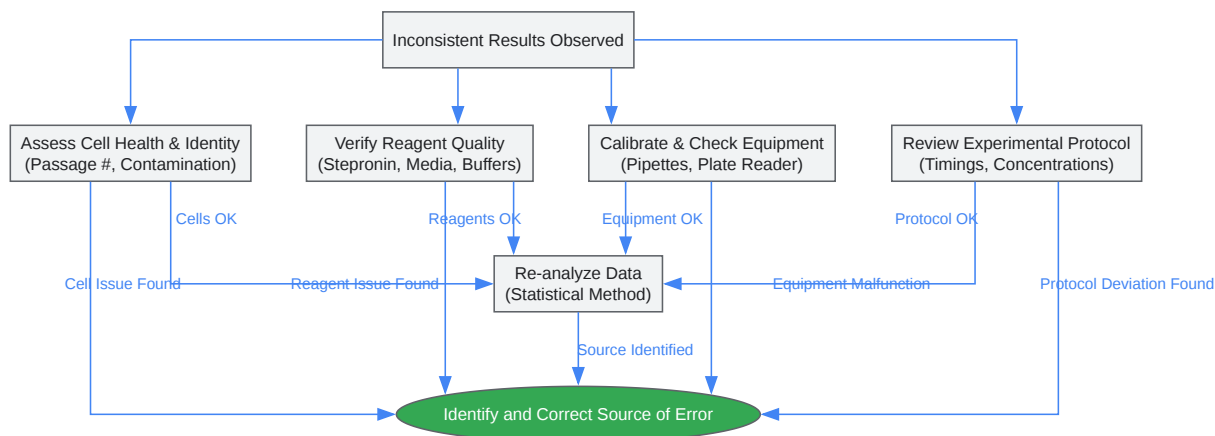 Inconsistent Results Observed
Assess Cell Health & Identity
(Passage #, Contamination)
Verify Reagent Quality
(Stepronin, Media, Buffers)
Calibrate & Check Equipment
(Pipettes, Plate Reader)
Review Experimental Protocol
(Timings, Concentrations)
Cells OK
Reagents OK
Equipment OK
Protocol OK
Re-analyze Data
(Statistical Method)
Cell Issue Found
Reagent Issue Found
Equipment Malfunction
Protocol Deviation Found
Source Identified
Identify and Correct Source of Error